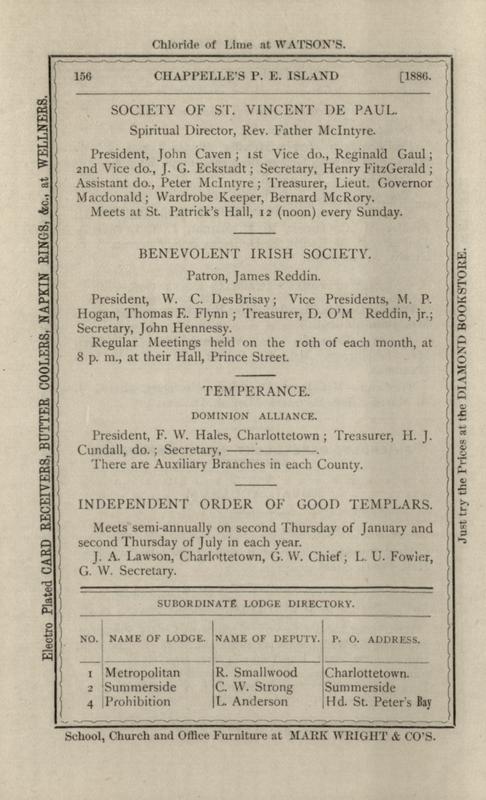 Chloride of Lime at WATSON'S.
156 CHAPPELLE'S P. E. ISLAND [1886.
SOCIETY OF ST. VINCENT DE PAUL.
Spiritual Director, Rev. Father McIntyre.
President, John Caven ; 1st Vice do., Reginald Gaul ;
2nd Vice do., J. G. Eckstadt ; Secretary, Henry FitzGerald ;
Assistant do., Peter McIntyre ; Treasurer, Lieut. Governor
Macdonald ; Wardrobe Keeper, Bernard McRory.
Meets at St. Patrick's Hall, 12 (noon) every Sunday.
BENEVOLENT IRISH SOCIETY.
Patron, James Reddin.
President, W. C. DesBrisay ; Vice Presidents, M. P.
Hogan, Thomas E. Flynn ; Treasurer, D. O'M Reddin, jr.;
Secretary, John Hennessy.
Regular Meetings held on the 10th of each month, at
8 p. m., at their Hall, Prince Street.
TEMPERANCE.
DOMINION ALLIANCE.
President, F. W. Hales, Charlottetown ; Treasurer, H. J.
Cundall, do. ; Secretary, —— ——.
There are Auxiliary Branches in each County.
INDEPENDENT ORDER OF GOOD TEMPLARS.
Meets semi-annually on second Thursday of January and
second Thursday of July in each year.
J. A. Lawson, Charlottetown, G. W. Chief ; L. U. Fowler,
G. W. Secretary.
SUBORDINATE LODGE DIRECTORY.
NO. NAME OF LODGE. NAME OF DEPUTY. P. O. ADDRESS.
1 Metropolitan R. Smallwood Charlottetown.
2 Summerside C. W. Strong Summerside
4 Prohibition L. Anderson Hd. St. Peter's Bay
School, Church and Office Furniture at MARK WRIGHT & CO'S.
Electro Plated CARD RECEIVERS, BUTTER COOLERS, NAPKIN RINGS, &c., at WELLNERS.
Just try the Prices at the DIAMOND BOOKSTORE.